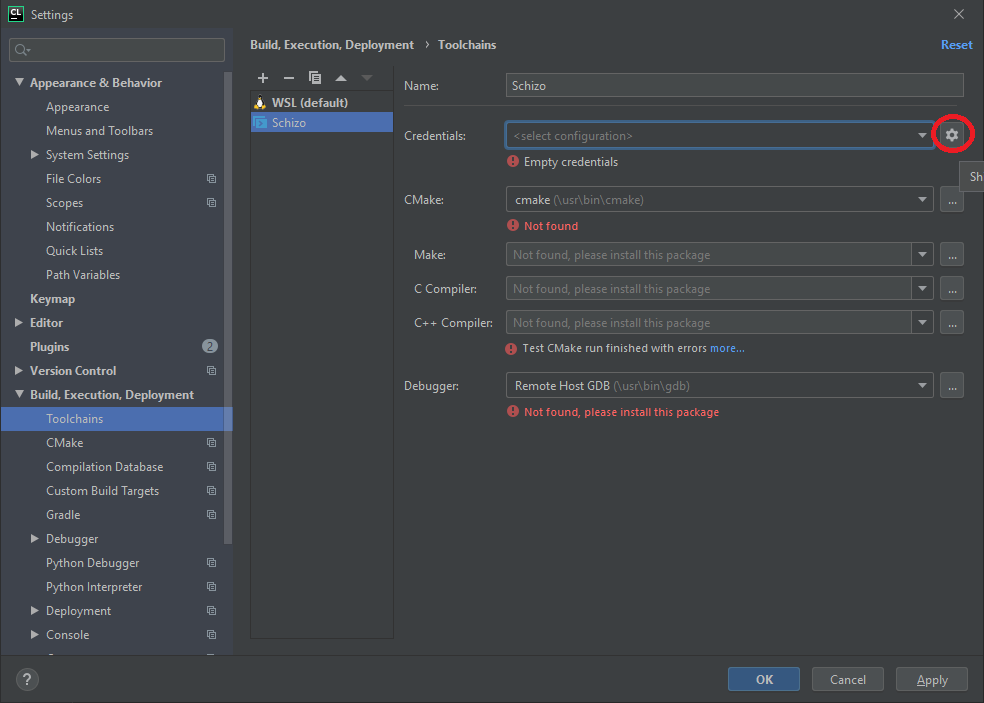 CL Settings
Appearance & Behavior
Appearance
Menus and Toolbars
System Settings
File Colors
Scopes
Notifications
Quick Lists
Path Variables
Keymap
Editor
Plugins 2
Version Control
Build, Execution, Deployment
Toolchains
CMake
Compilation Database
Custom Build Targets
Gradle
Debugger
Python Debugger
Python Interpreter
Deployment
Console
Build, Execution, Deployment › Toolchains
Reset
WSL (default)
Schizo
Name: Schizo
Credentials: <select configuration>
Empty credentials
Sh
CMake: cmake (\usr\bin\cmake) ...
Not found
Make: Not found, please install this package ...
C Compiler: Not found, please install this package ...
C++ Compiler: Not found, please install this package ...
Test CMake run finished with errors more...
Debugger: Remote Host GDB (\usr\bin\gdb) ...
Not found, please install this package
? OK Cancel Apply